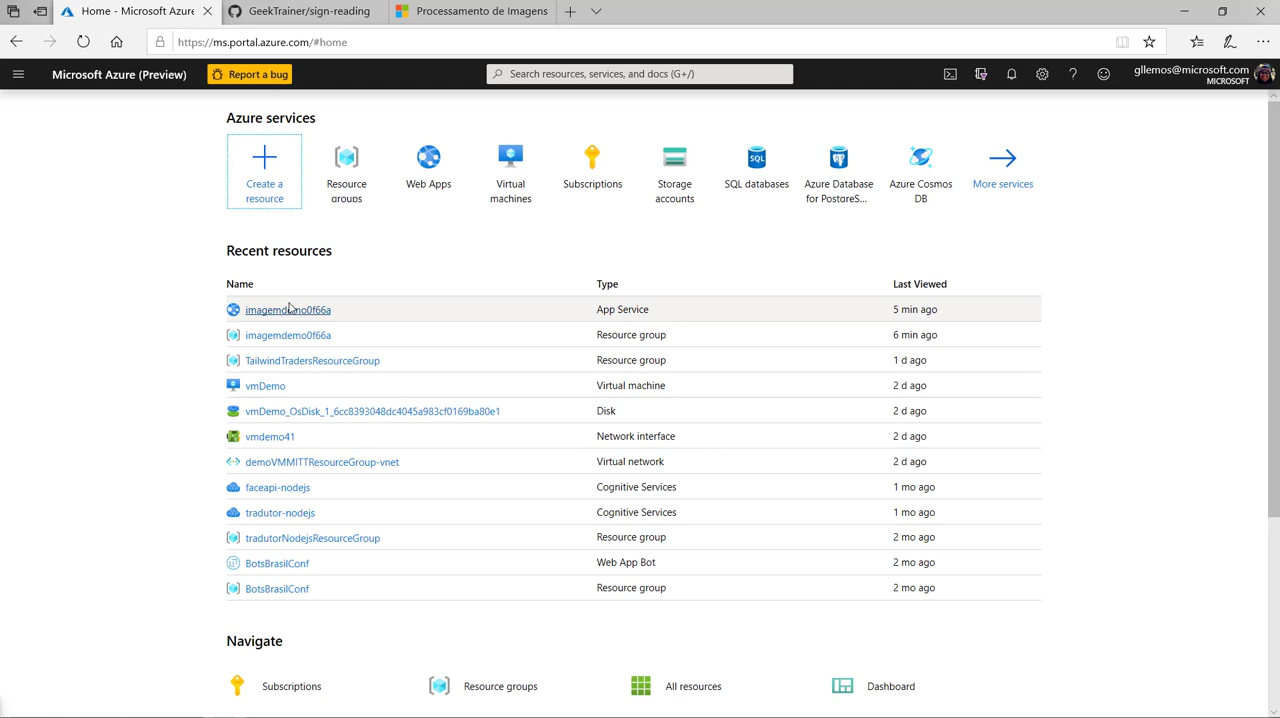 Home - Microsoft Azure
GeekTrainer/sign-reading
Processamento de Imagens
https://ms.portal.azure.com/#home
Microsoft Azure (Preview)
Report a bug
Search resources, services, and docs (G+/)
gllemos@microsoft.com
MICROSOFT
Azure services
Create a
resource
Resource
groups
Web Apps
Virtual
machines
Subscriptions
Storage
accounts
SQL databases
Azure Database
for PostgreS...
Azure Cosmos
DB
More services
Recent resources
Name Type Last Viewed
imagemdemo0f66a App Service 5 min ago
imagemdemo0f66a Resource group 6 min ago
TailwindTradersResourceGroup Resource group 1 d ago
vmDemo Virtual machine 2 d ago
vmDemo_OsDisk_1_6cc8393048dc4045a983cf0169ba80e1 Disk 2 d ago
vmdemo41 Network interface 2 d ago
demoVMMITTResourceGroup-vnet Virtual network 2 d ago
faceapi-nodejs Cognitive Services 1 mo ago
tradutor-nodejs Cognitive Services 1 mo ago
tradutorNodejsResourceGroup Resource group 2 mo ago
BotsBrasilConf Web App Bot 2 mo ago
BotsBrasilConf Resource group 2 mo ago
Navigate
Subscriptions Resource groups All resources Dashboard